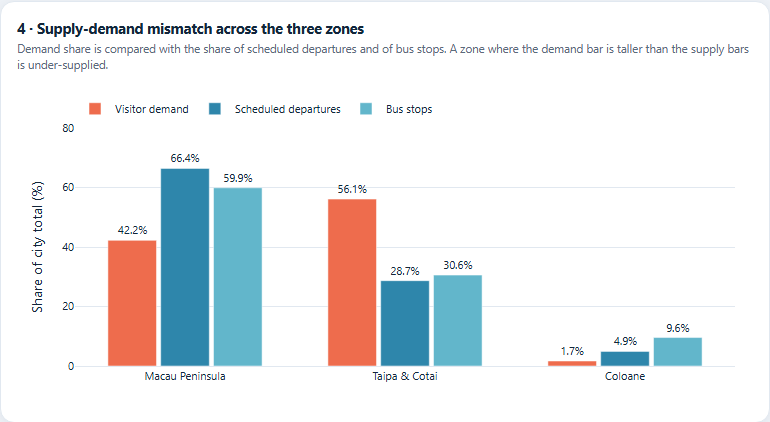 4 · Supply-demand mismatch across the three zones
Demand share is compared with the share of scheduled departures and of bus stops. A zone where the demand bar is taller than the supply bars
is under-supplied.
Visitor demand
Scheduled departures
Bus stops
Share of city total (%)
80
60
40
20
0
42.2%
66.4%
59.9%
56.1%
28.7%
30.6%
1.7%
4.9%
9.6%
Macau Peninsula
Taipa & Cotai
Coloane